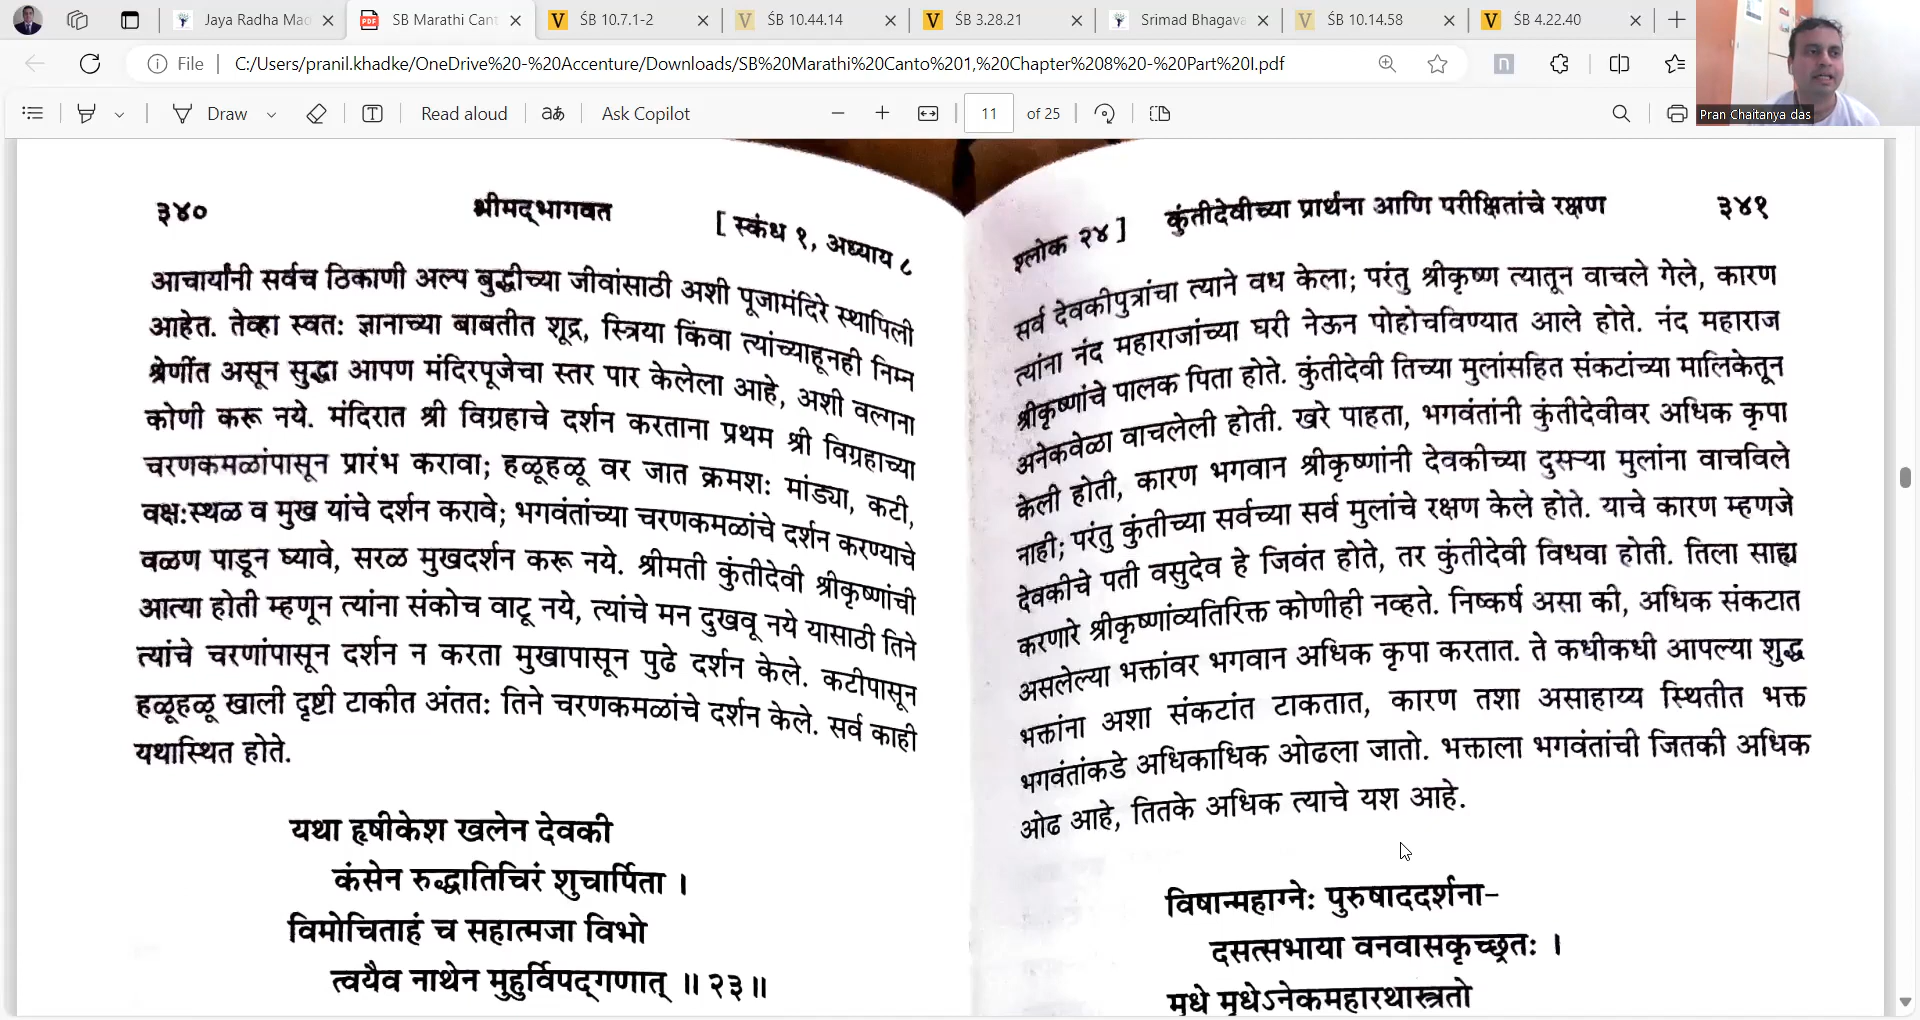 Jaya Radha Mad
SB Marathi Cant
ŚB 10.7.1-2
ŚB 10.44.14
ŚB 3.28.21
Srimad Bhagava
ŚB 10.14.58
ŚB 4.22.40
File
C:/Users/pranil.khadke/OneDrive%20-%20Accenture/Downloads/SB%20Marathi%20Canto%201,%20Chapter%208%20-%20Part%20I.pdf
Draw
Read aloud
Ask Copilot
11 of 25
Pran Chaitanya das
३४० श्रीमद्भागवत [ स्कंध १, अध्याय ८
आचार्यांनी सर्वच ठिकाणी अल्प बुद्धीच्या जीवांसाठी अशी पूजामंदिरे स्थापिली
आहेत. तेव्हा स्वतः ज्ञानाच्या बाबतीत शूद्र, स्त्रिया किंवा त्यांच्याहूनही निम्न
श्रेणींत असून सुद्धा आपण मंदिरपूजेचा स्तर पार केलेला आहे, अशी वल्गना
कोणी करू नये. मंदिरात श्री विग्रहाचे दर्शन करताना प्रथम श्री विग्रहाच्या
चरणकमळांपासून प्रारंभ करावा; हळूहळू वर जात क्रमशः मांड्या, कटी,
वक्षःस्थळ व मुख यांचे दर्शन करावे; भगवंतांच्या चरणकमळांचे दर्शन करण्याचे
वळण पाडून घ्यावे, सरळ मुखदर्शन करू नये. श्रीमती कुंतीदेवी श्रीकृष्णांची
आत्या होती म्हणून त्यांना संकोच वाटू नये, त्यांचे मन दुखवू नये यासाठी तिने
त्यांचे चरणांपासून दर्शन न करता मुखापासून पुढे दर्शन केले. कटीपासून
हळूहळू खाली दृष्टी टाकीत अंततः तिने चरणकमळांचे दर्शन केले. सर्व काही
यथास्थित होते.
यथा हृषीकेश खलेन देवकी
कंसेन रुद्धातिचिरं शुचार्पिता ।
विमोचिताहं च सहात्मजा विभो
त्वयैव नाथेन मुहुर्विपद्गणात् ॥ २३॥
श्लोक २४ ] कुंतीदेवीच्या प्रार्थना आणि परीक्षितांचे रक्षण ३४१
सर्व देवकीपुत्रांचा त्याने वध केला; परंतु श्रीकृष्ण त्यातून वाचले गेले, कारण
त्यांना नंद महाराजांच्या घरी नेऊन पोहोचविण्यात आले होते. नंद महाराज
श्रीकृष्णांचे पालक पिता होते. कुंतीदेवी तिच्या मुलांसहित संकटांच्या मालिकेतून
अनेकवेळा वाचलेली होती. खरे पाहता, भगवंतांनी कुंतीदेवीवर अधिक कृपा
केली होती, कारण भगवान श्रीकृष्णांनी देवकीच्या दुसऱ्या मुलांना वाचविले
नाही; परंतु कुंतीच्या सर्वच्या सर्व मुलांचे रक्षण केले होते. याचे कारण म्हणजे
देवकीचे पती वसुदेव हे जिवंत होते, तर कुंतीदेवी विधवा होती. तिला साह्य
करणारे श्रीकृष्णांव्यतिरिक्त कोणीही नव्हते. निष्कर्ष असा की, अधिक संकटात
असलेल्या भक्तांवर भगवान अधिक कृपा करतात. ते कधीकधी आपल्या शुद्ध
भक्तांना अशा संकटांत टाकतात, कारण तशा असाहाय्य स्थितीत भक्त
भगवंतांकडे अधिकाधिक ओढला जातो. भक्ताला भगवंतांची जितकी अधिक
ओढ आहे, तितके अधिक त्याचे यश आहे.
विषान्महाग्नेः पुरुषाददर्शना-
दसत्सभाया वनवासकृच्छ्रतः ।
मृधे मृधेऽनेकमहारथास्त्रतो